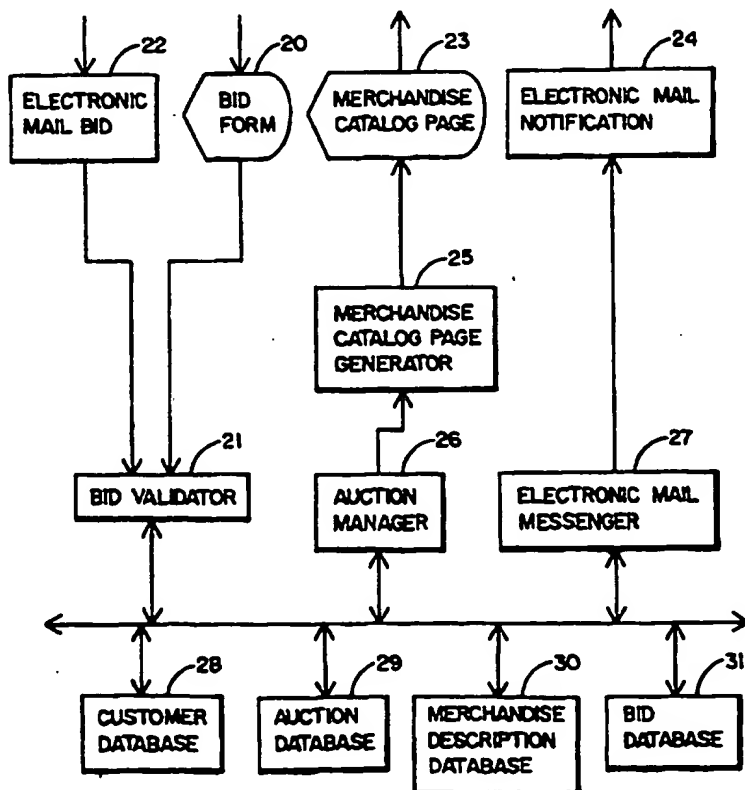 22
20
23
24
ELECTRONIC
MAIL BID
BID
FORM
MERCHANDISE
CATALOG PAGE
ELECTRONIC MAIL
NOTIFICATION
25
MERCHANDISE
CATALOG PAGE
GENERATOR
21
26
27
BID VALIDATOR
AUCTION
MANAGER
ELECTRONIC MAIL
MESSENGER
28
29
30
31
CUSTOMER
DATABASE
AUCTION
DATABASE
MERCHANDISE
DESCRIPTION
DATABASE
BID
DATABASE